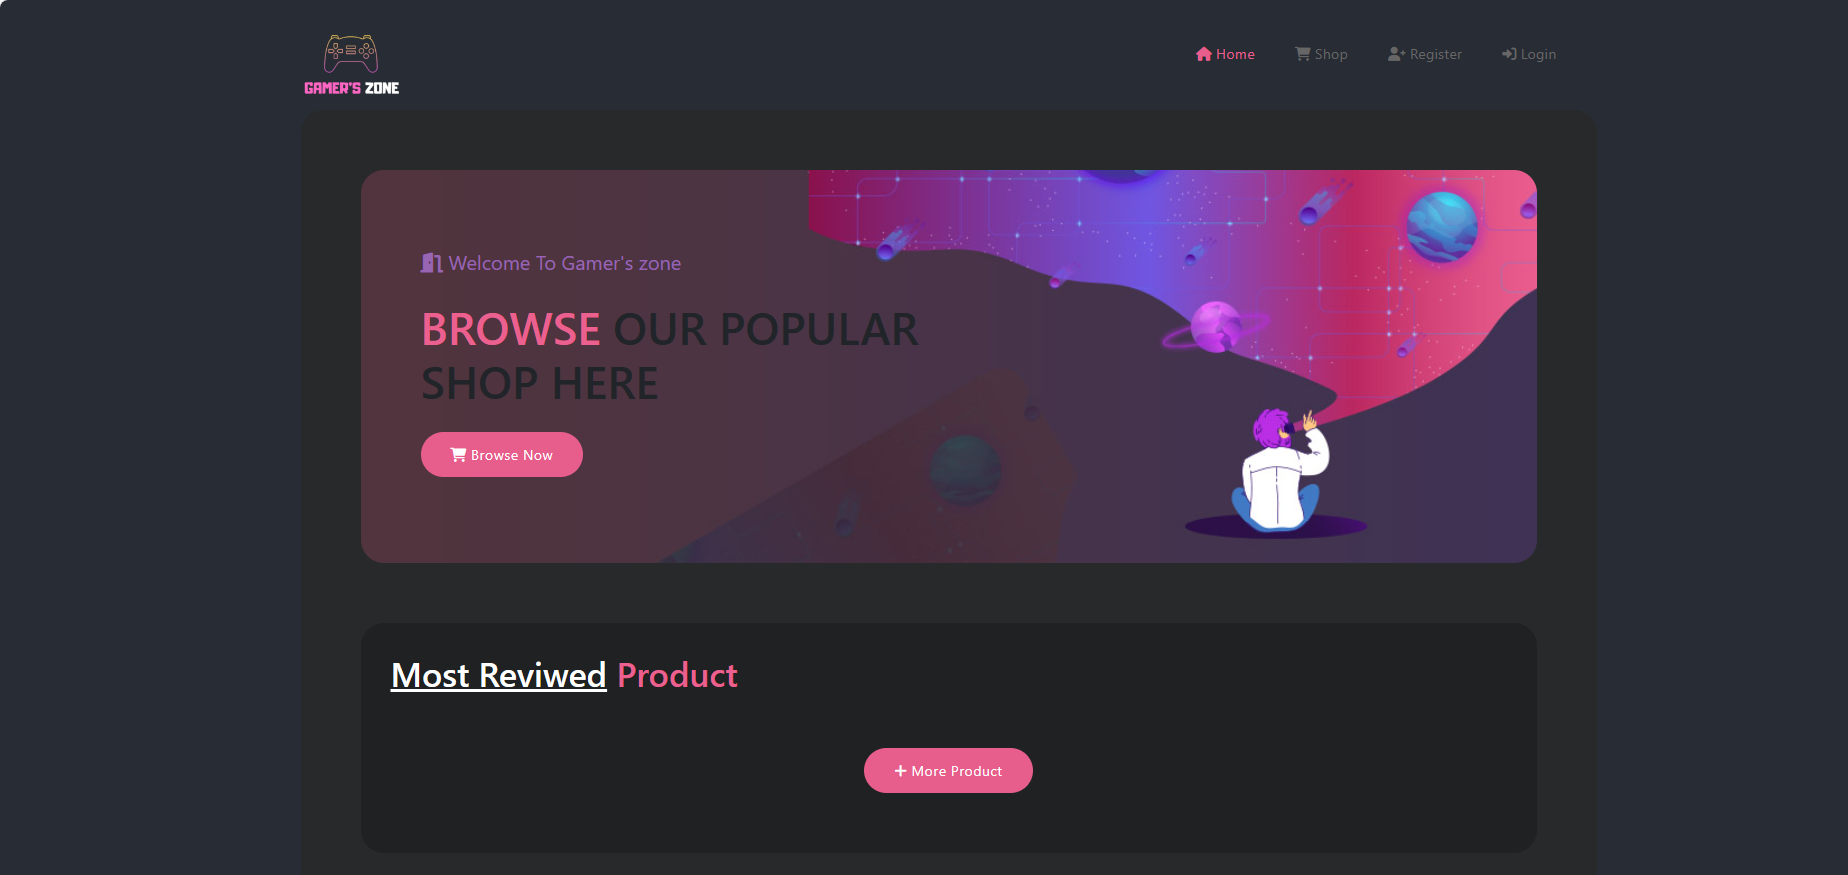 GAMER'S ZONE
Home Shop Register Login
Welcome To Gamer's zone
BROWSE OUR POPULAR
SHOP HERE
Browse Now
Most Reviwed Product
More Product